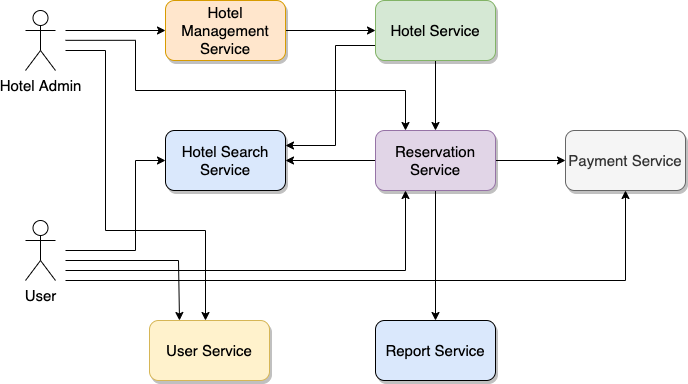 Hotel Admin
Hotel
Management
Service
Hotel Service
Hotel Search
Service
Reservation
Service
Payment Service
User
User Service
Report Service